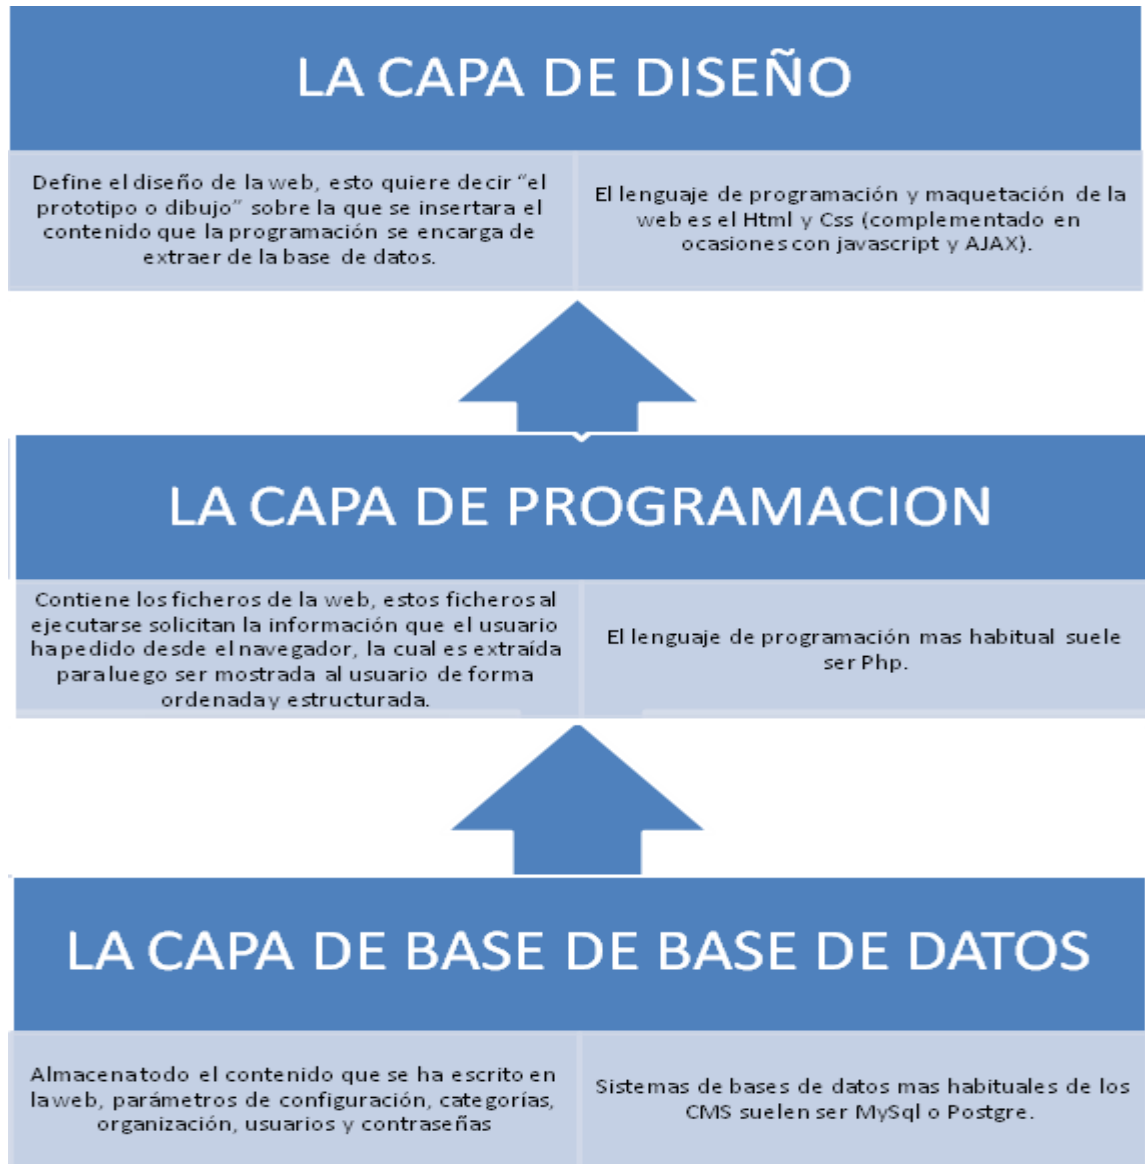 LA CAPA DE DISEÑO
Define el diseño de la web, esto quiere decir “el
prototipo o dibujo” sobre la que se insertara el
contenido que la programación se encarga de
extraer de la base de datos.
El lenguaje de programación y maquetación de la
web es el Html y Css (complementado en
ocasiones con javascript y AJAX).
LA CAPA DE PROGRAMACION
Contiene los ficheros de la web, estos ficheros al
ejecutarse solicitan la información que el usuario
ha pedido desde el navegador, la cual es extraída
para luego ser mostrada al usuario de forma
ordenada y estructurada.
El lenguaje de programación mas habitual suele
ser Php.
LA CAPA DE BASE DE BASE DE DATOS
Almacena todo el contenido que se ha escrito en
la web, parámetros de configuración, categorías,
organización, usuarios y contraseñas
Sistemas de bases de datos mas habituales de los
CMS suelen ser MySql o Postgre.